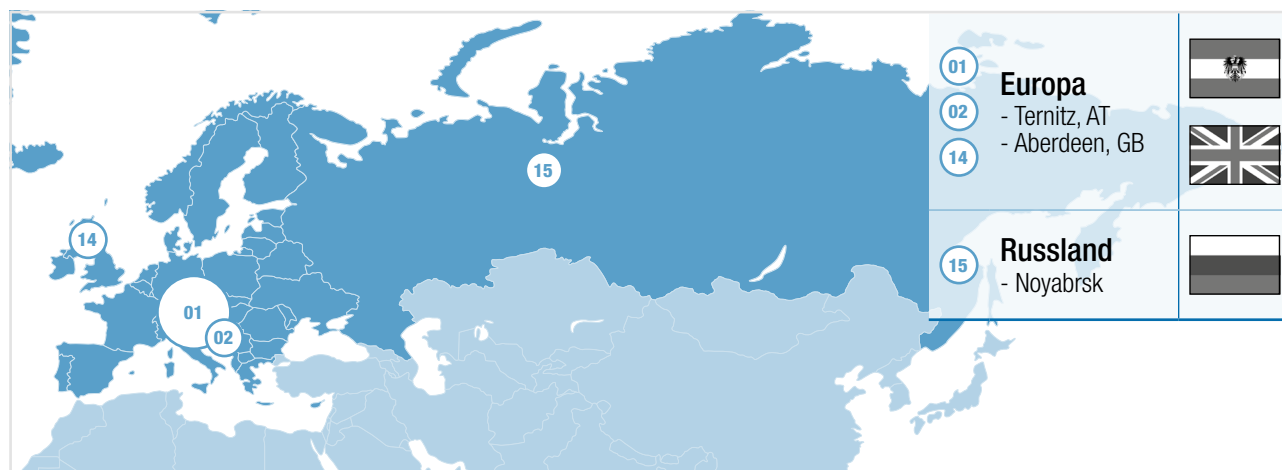 01
Europa
02
- Ternitz, AT
- Aberdeen, GB
14
15
Russland
- Noyabrsk
15
14
01
02